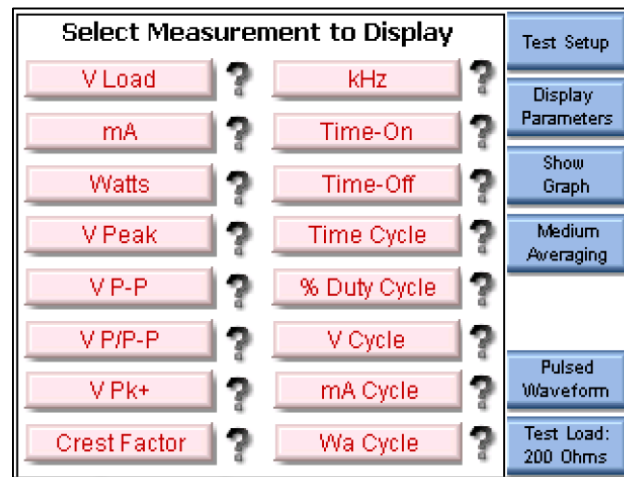 Select Measurement to Display
V Load ? kHz ?
mA ? Time-On ?
Watts ? Time-Off ?
V Peak ? Time Cycle ?
V P-P ? % Duty Cycle ?
V P/P-P ? V Cycle ?
V Pk+ ? mA Cycle ?
Crest Factor ? Wa Cycle ?
Test Setup
Display
Parameters
Show
Graph
Medium
Averaging
Pulsed
Waveform
Test Load:
200 Ohms